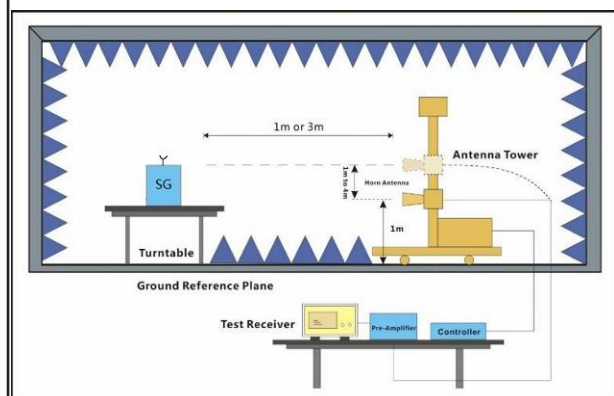 1m or 3m
Antenna Tower
SG
1m to 4m
Horn Antenna
1m
Turntable
Ground Reference Plane
Test Receiver
Pre-Amplifier
Controller